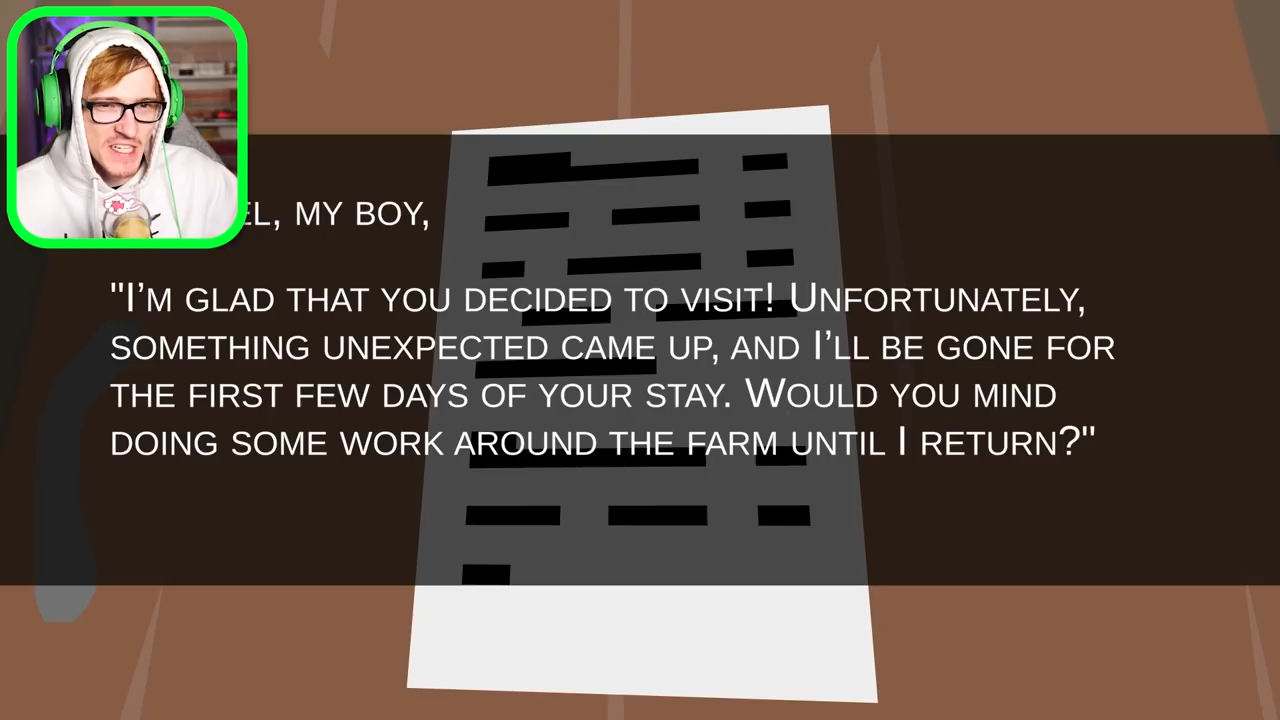 EL, MY BOY,
"I'M GLAD THAT YOU DECIDED TO VISIT! UNFORTUNATELY,
SOMETHING UNEXPECTED CAME UP, AND I'LL BE GONE FOR
THE FIRST FEW DAYS OF YOUR STAY. WOULD YOU MIND
DOING SOME WORK AROUND THE FARM UNTIL I RETURN?"